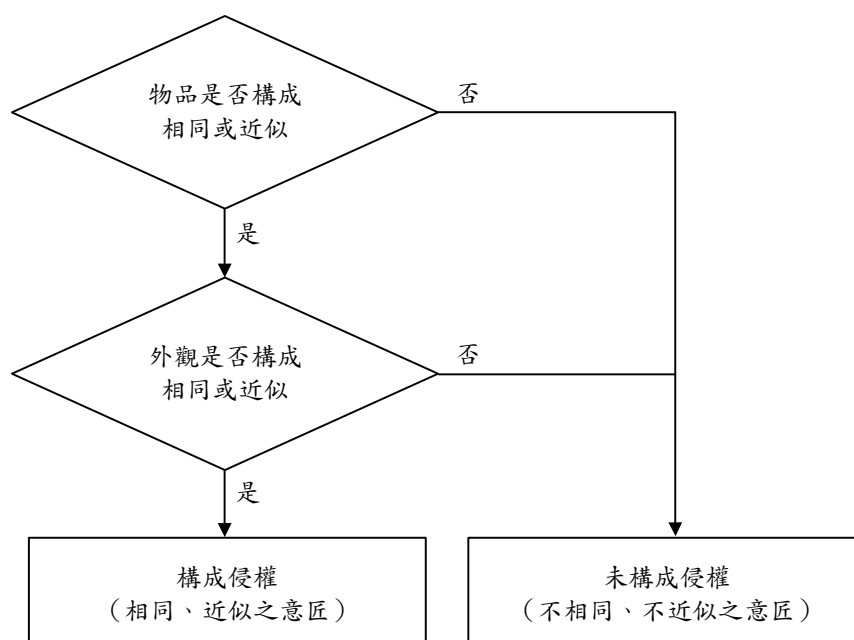 物品是否構成
相同或近似
否
是
外觀是否構成
相同或近似
否
是
構成侵權
（相同、近似之意匠）
未構成侵權
（不相同、不近似之意匠）